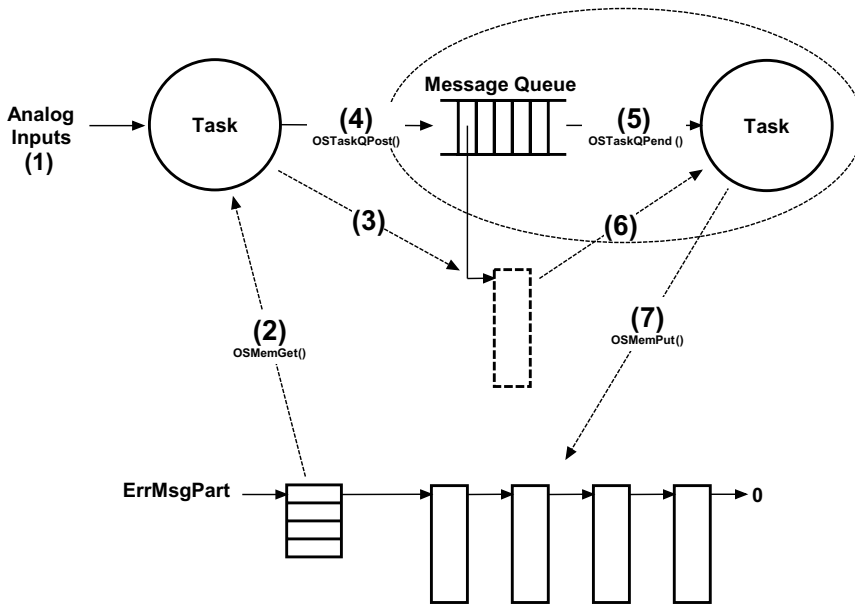 Message Queue
Analog
Inputs
(1)
Task
(4)
OSTaskQPost()
(5)
OSTaskQPend ()
Task
(3)
(6)
(2)
OSMemGet()
(7)
OSMemPut()
ErrMsgPart
0